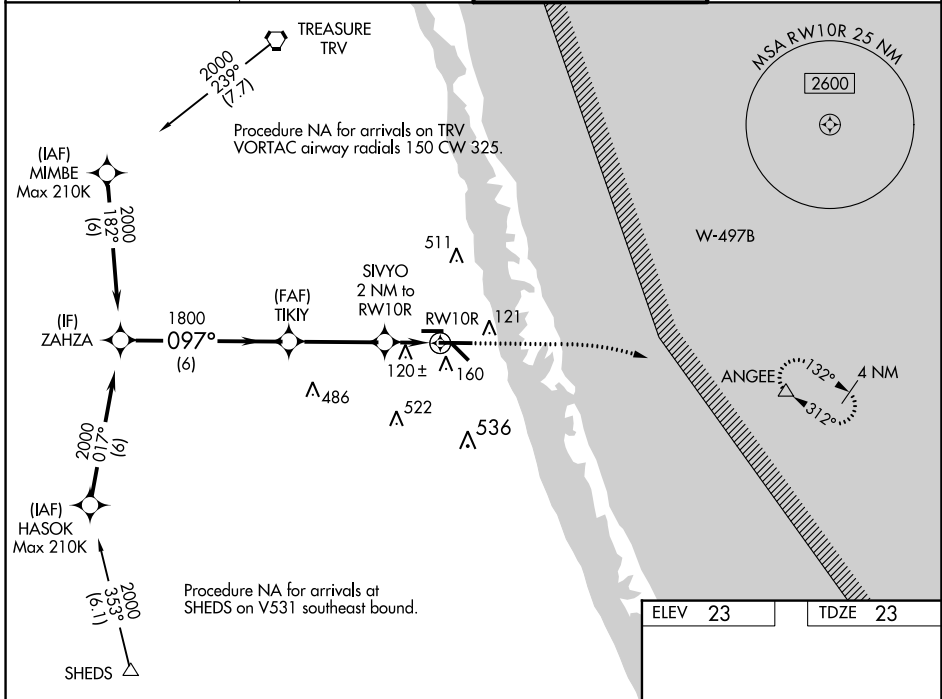 TREASURE
TRV
2000
239°
(7.7)
MSA RW10R 25 NM
2600
Procedure NA for arrivals on TRV
VORTAC airway radials 150 CW 325.
(IAF)
MIMBE
Max 210K
2000
182°
(6)
W-497B
511
SIVYO
2 NM to
RW10R
(FAF)
TIKIY
RW10R
121
(IF)
ZAHZA
1800
097°
(6)
120 ±
160
ANGEE
132°
4 NM
312°
486
522
536
2000
017°
(6)
(IAF)
HASOK
Max 210K
2000
353°
(6.1)
Procedure NA for arrivals at
SHEDS on V531 southeast bound.
SHEDS
ELEV 23
TDZE 23